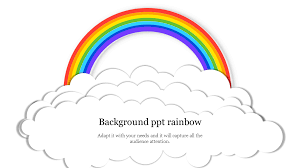 Background ppt rainbow
Adapt it with your needs and it will capture all the
audience attention.